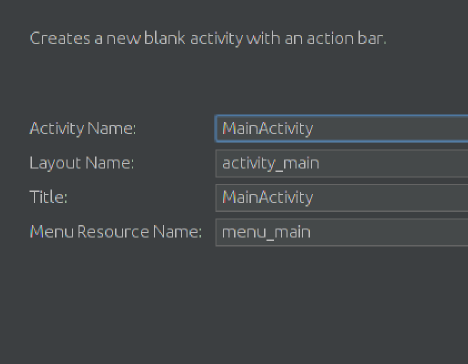 Creates a new blank activity with an action bar.
Activity Name: MainActivity
Layout Name: activity_main
Title: MainActivity
Menu Resource Name: menu_main